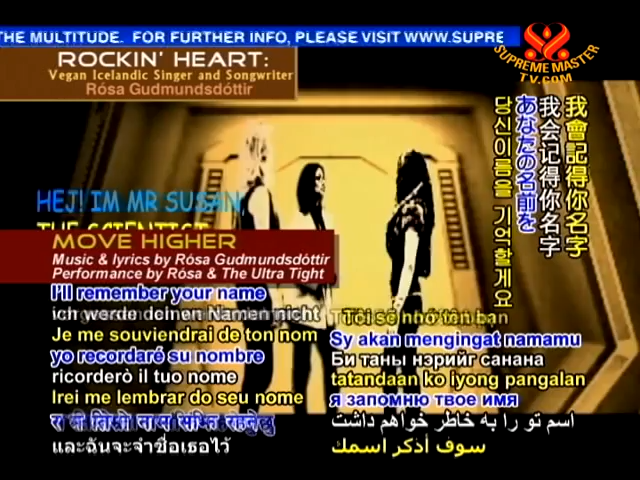 THE MULTITUDE. FOR FURTHER INFO, PLEASE VISIT WWW.SUPRE
SUPREME MASTER
TV.COM
ROCKIN' HEART:
Vegan Icelandic Singer and Songwriter
Rósa Gudmundsdóttir
我會記得你名字
我会记得你名字
あなたの名前を
당신이름을 기억할게요
HEJ! IM MR SUSAN,
THE SCIENTIST
MOVE HIGHER
Music & lyrics by Rósa Gudmundsdóttir
Performance by Rósa & The Ultra Tight
I'll remember your name
ich werde deinen Namen nicht
Je me souviendrai de ton nom
yo recordaré su nombre
ricorderò il tuo nome
Irei me lembrar do seu nome
และฉันจะจำชื่อเธอไว้
Tôi sẽ nhớ tên bạn
Sy akan mengingat namamu
Би таны нэрийг санана
tatandaan ko iyong pangalan
я запомню твое имя
اسم تو را به خاطر خواهم داشت
سوف أذكر اسمك